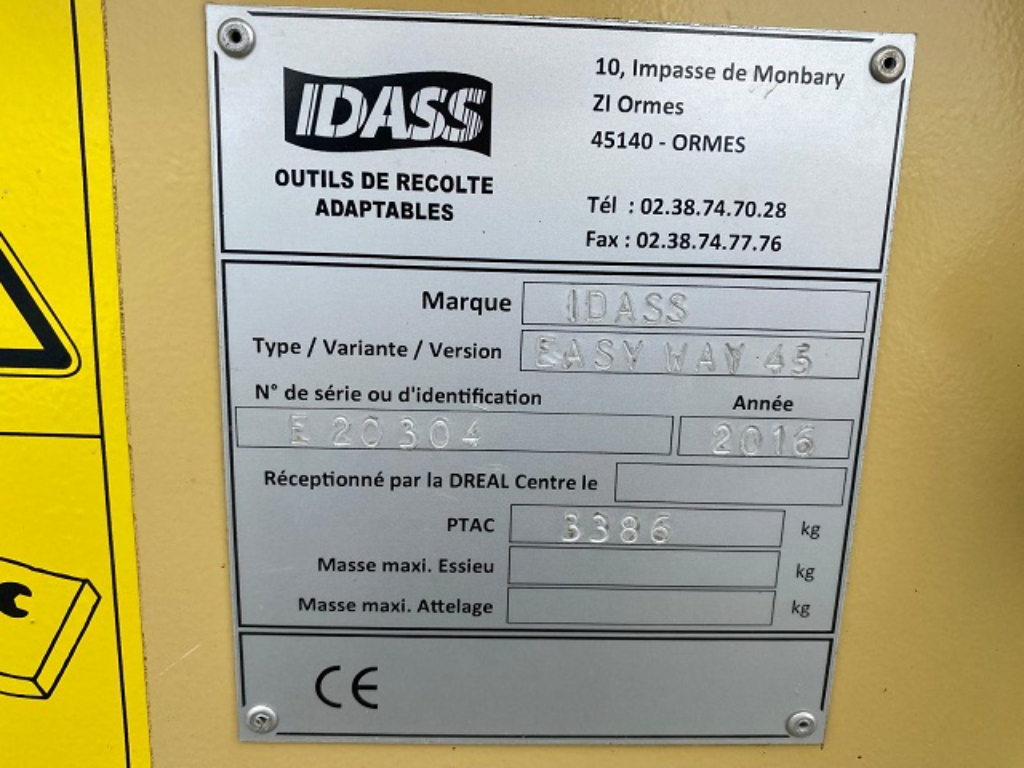 IDASS
OUTILS DE RECOLTE
ADAPTABLES
10, Impasse de Monbary
ZI Ormes
45140 - ORMES
Tél : 02.38.74.70.28
Fax : 02.38.74.77.76
Marque IDASS
Type / Variante / Version EASY WAY 45
N° de série ou d'identification Année
E 20304 2016
Réceptionné par la DREAL Centre le
PTAC 3386 kg
Masse maxi. Essieu kg
Masse maxi. Attelage kg
CE